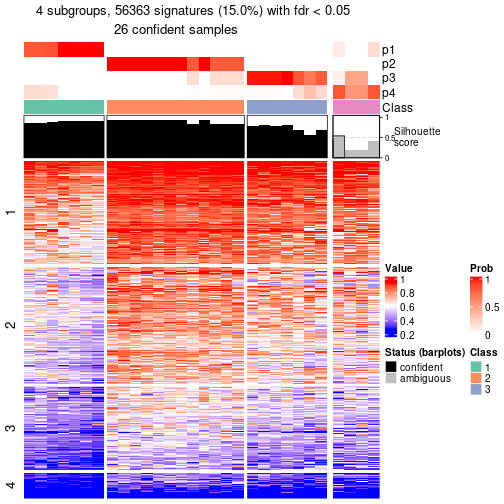 4 subgroups, 56363 signatures (15.0%) with fdr < 0.05
26 confident samples
p1
p2
p3
p4
Class
1
0.5
0
Silhouette
score
1
2
3
4
Value
1
0.8
0.6
0.4
0.2
Prob
1
0.5
0
Status (barplots)
confident
ambiguous
Class
1
2
3